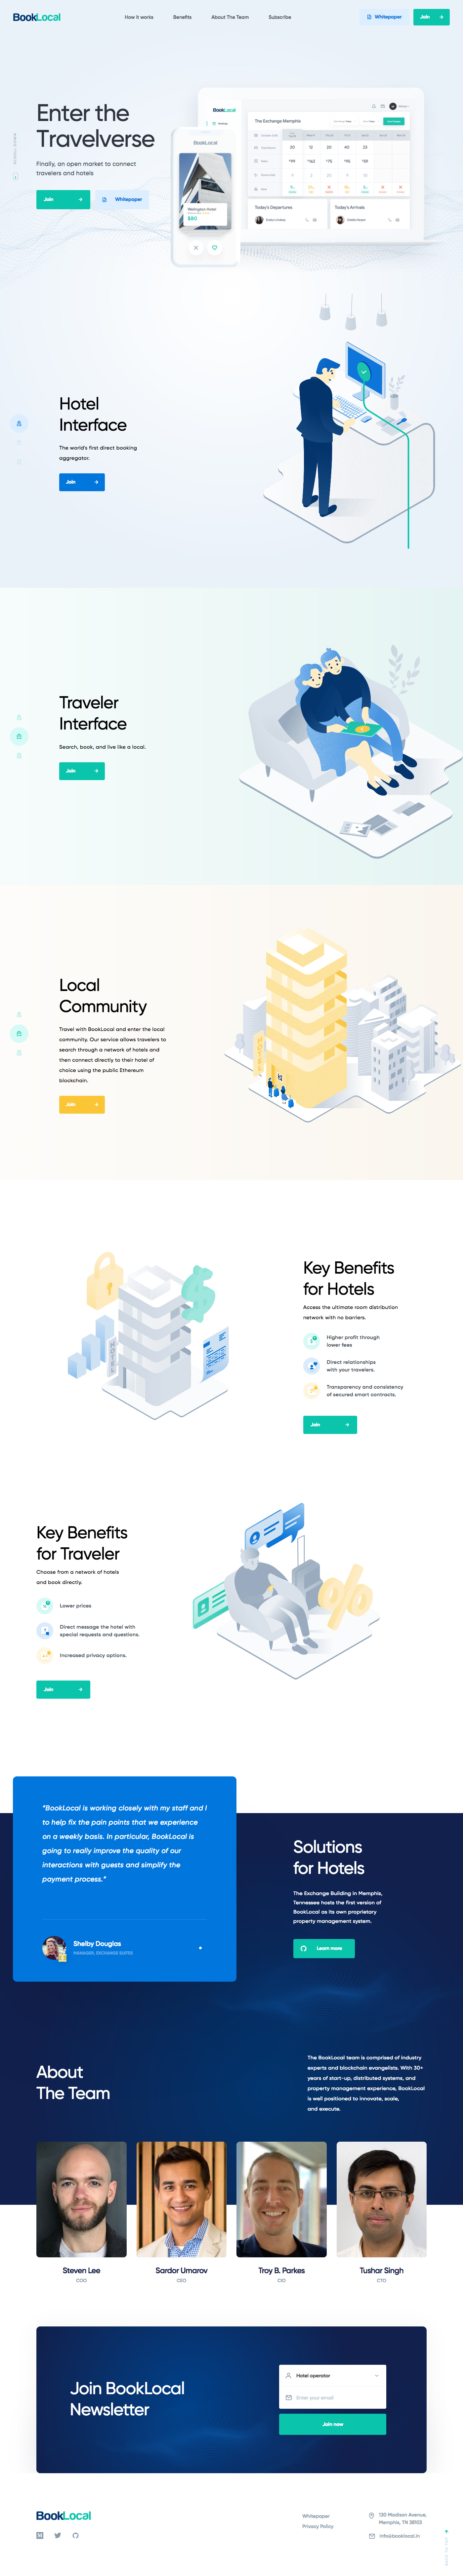 BookLocal
How it works
Benefits
About The Team
Subscribe
Whitepaper
Join
Enter the
Travelverse
Finally, an open market to connect
travelers and hotels
Join
Whitepaper
BookLocal
The Exchange Memphis
BookLocal
Wellington Hotel
$80
Today's Departures
Today's Arrivals
Hotel
Interface
The world's first direct booking
aggregator.
Join
Traveler
Interface
Search, book, and live like a local.
Join
Local
Community
Travel with BookLocal and enter the local
community. Our service allows travelers to
search through a network of hotels and
then connect directly to their hotel of
choice using the public Ethereum
blockchain.
Join
Key Benefits
for Hotels
Access the ultimate room distribution
network with no barriers.
Higher profit through
lower fees
Direct relationships
with your travelers.
Transparency and consistency
of secured smart contracts.
Join
Key Benefits
for Traveler
Choose from a network of hotels
and book directly.
Lower prices
Direct message the hotel with
special requests and questions.
Increased privacy options.
Join
"BookLocal is working closely with my staff and I
to help fix the pain points that we experience
on a weekly basis. In particular, BookLocal is
going to really improve the quality of our
interactions with guests and simplify the
payment process."
Shelby Douglas
MANAGER, EXCHANGE SUITES
Solutions
for Hotels
The Exchange Building in Memphis,
Tennessee hosts the first version of
BookLocal as its own proprietary
property management system.
Learn more
About
The Team
The BookLocal team is comprised of industry
experts and blockchain evangelists. With 30+
years of start-up, distributed systems, and
property management experience, BookLocal
is well positioned to innovate, scale,
and execute.
Steven Lee
COO
Sardor Umarov
CEO
Troy B. Parkes
CIO
Tushar Singh
CTO
Join BookLocal
Newsletter
Hotel operator
Enter your email
Join now
BookLocal
Whitepaper
Privacy Policy
130 Madison Avenue,
Memphis, TN 38103
info@booklocal.in
BACK TO TOP